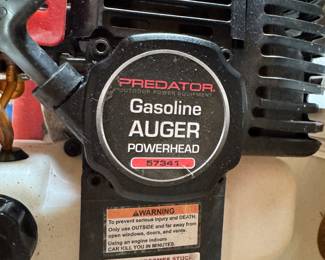 PREDATOR
OUTDOOR POWER EQUIPMENT
Gasoline
AUGER
POWERHEAD
57341
WARNING
To prevent serious injury and DEATH:
Only use OUTSIDE and far away from
open windows, doors, and vents.
Using an engine indoors
CAN KILL YOU IN MINUTES.